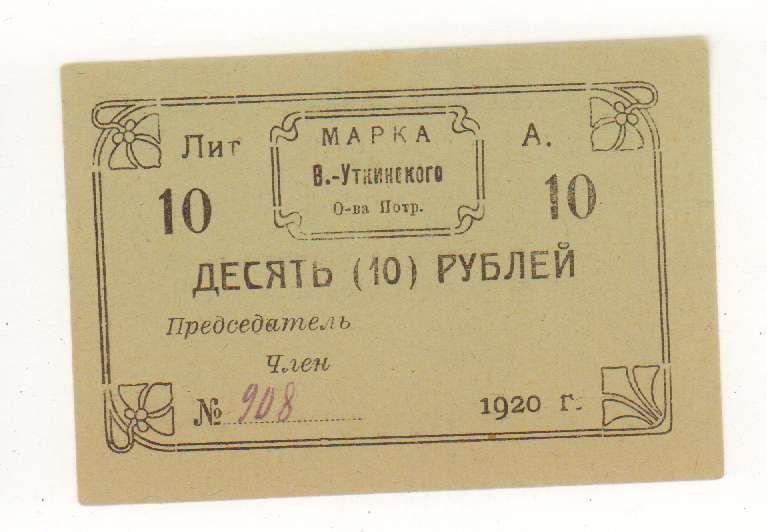 Лит МАРКА А.
В.-Уткинского
О-ва Потр.
10 10
ДЕСЯТЬ (10) РУБЛЕЙ
Председатель
Член
№ 908 1920 г.